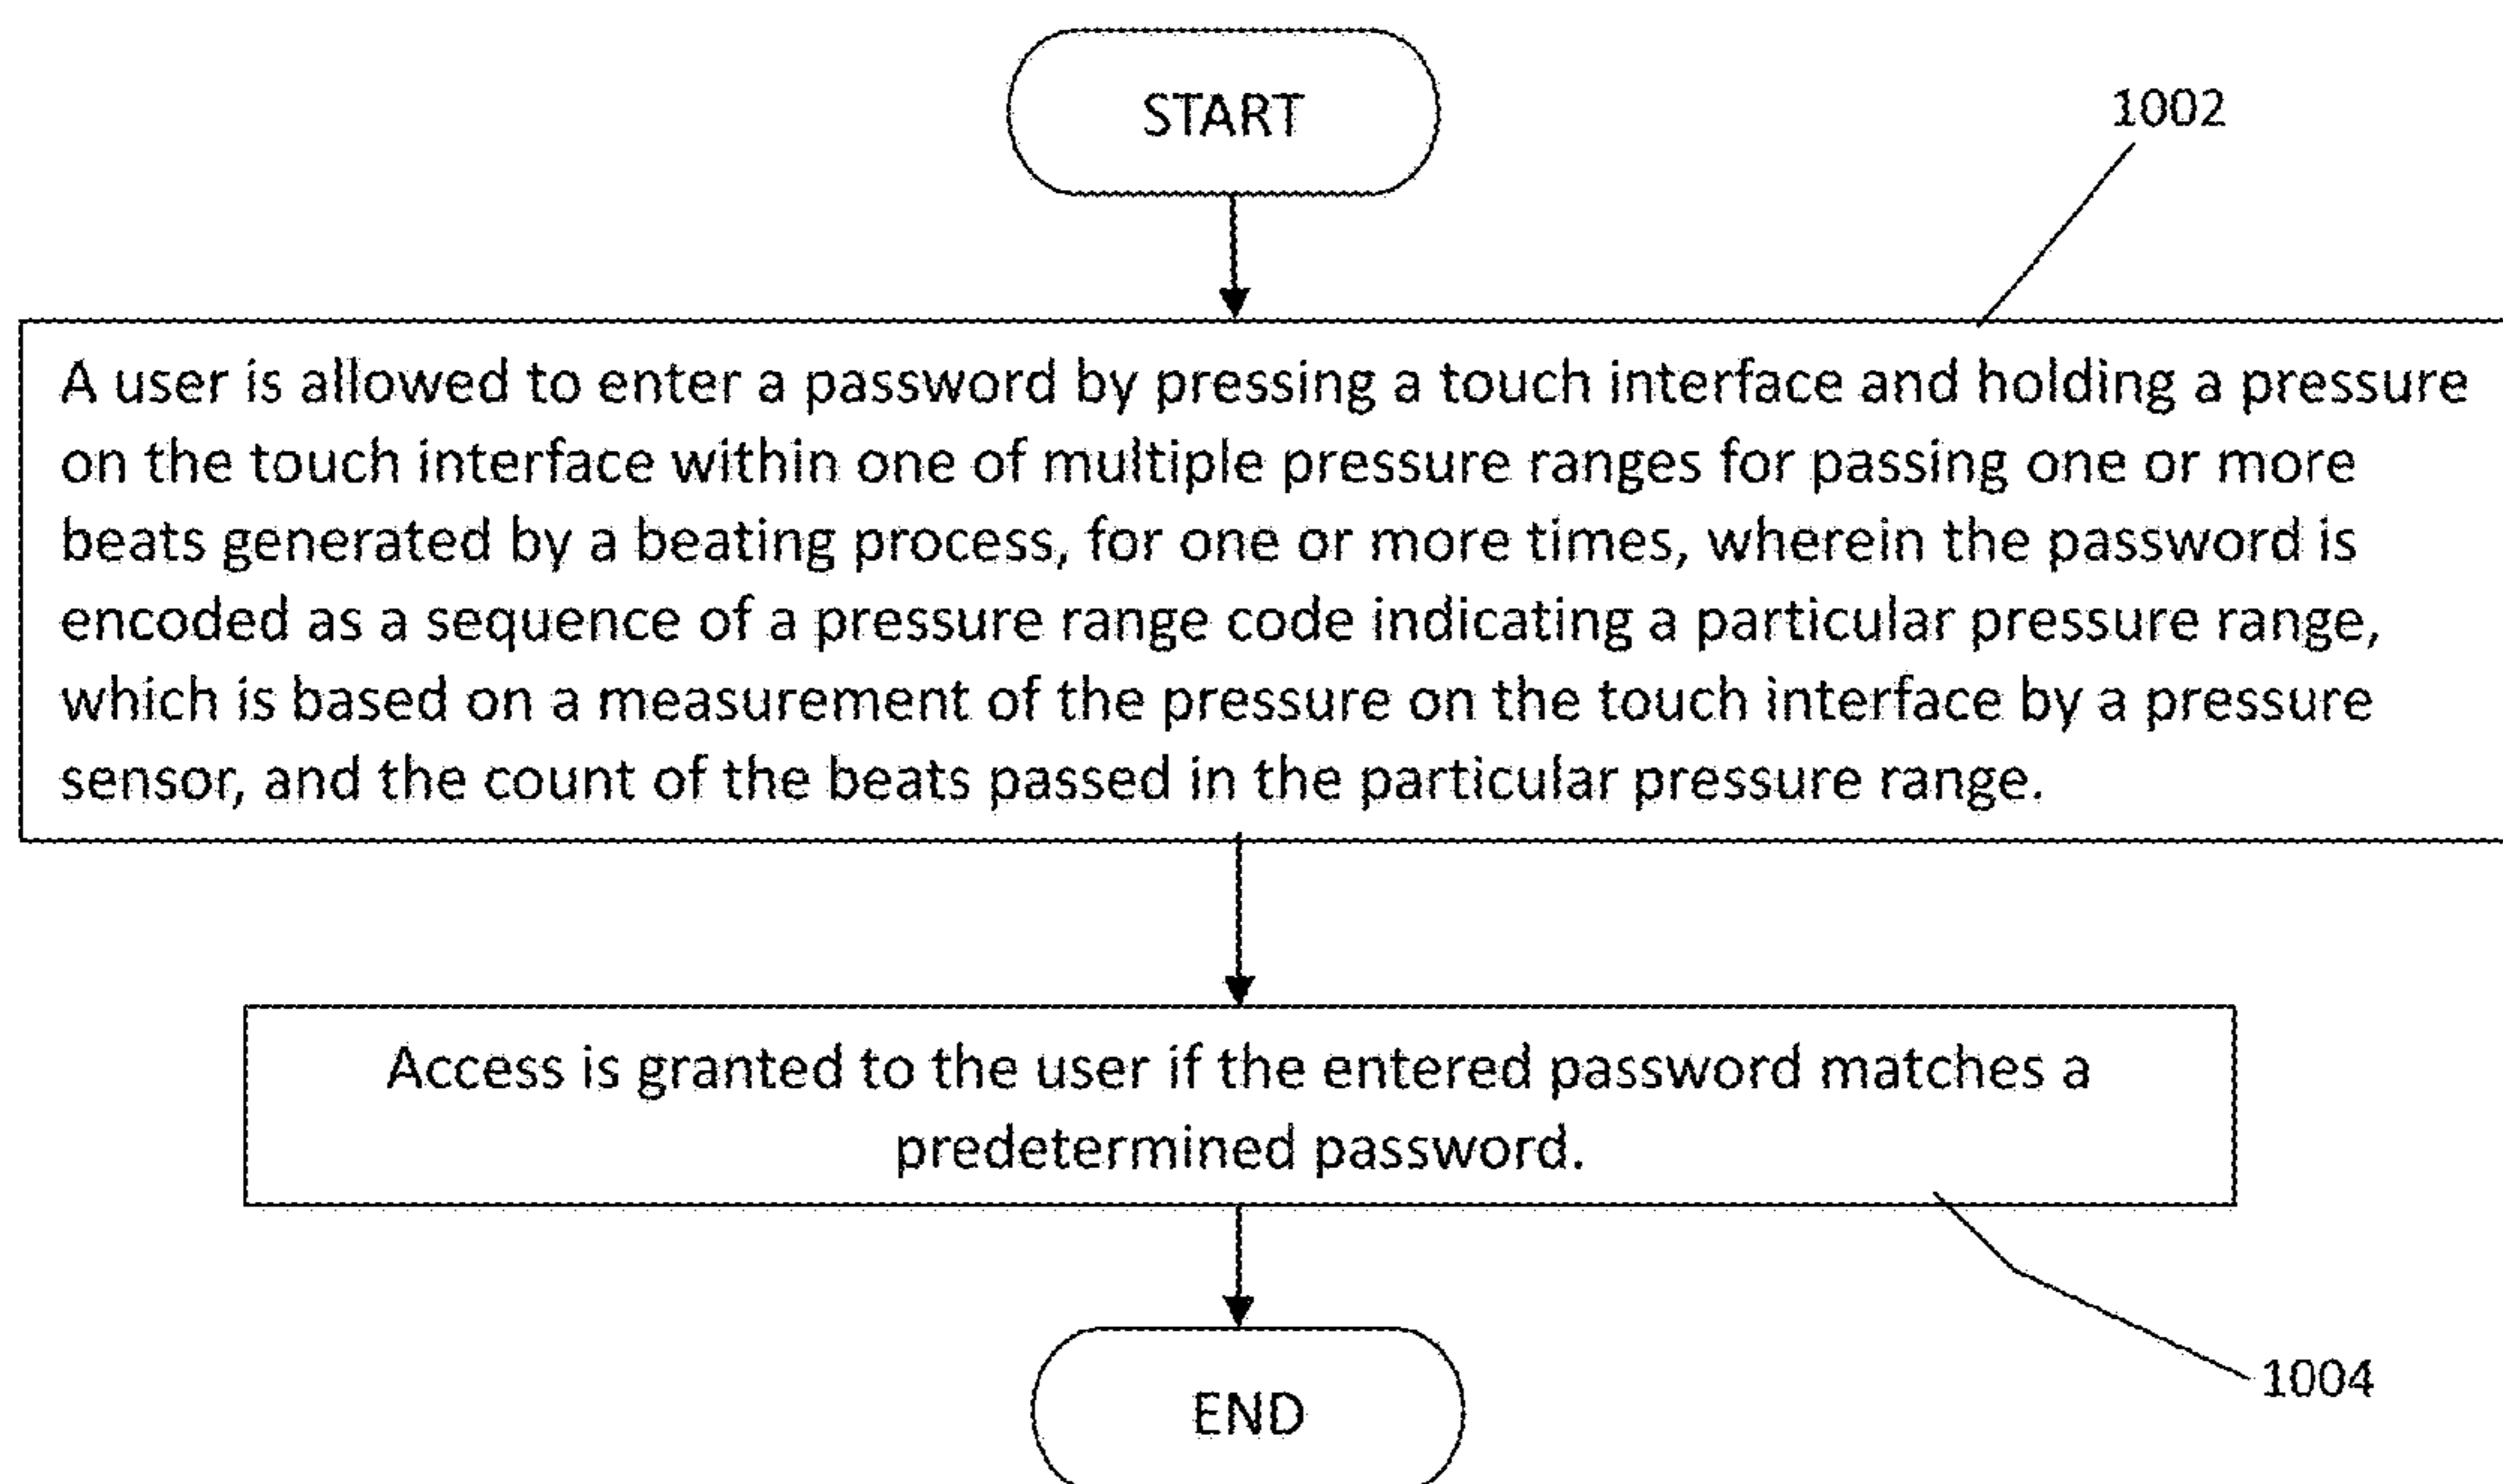 START
1002
A user is allowed to enter a password by pressing a touch interface and holding a pressure
on the touch interface within one of multiple pressure ranges for passing one or more
beats generated by a beating process, for one or more times, wherein the password is
encoded as a sequence of a pressure range code indicating a particular pressure range,
which is based on a measurement of the pressure on the touch interface by a pressure
sensor, and the count of the beats passed in the particular pressure range.
Access is granted to the user if the entered password matches a
predetermined password.
1004
END